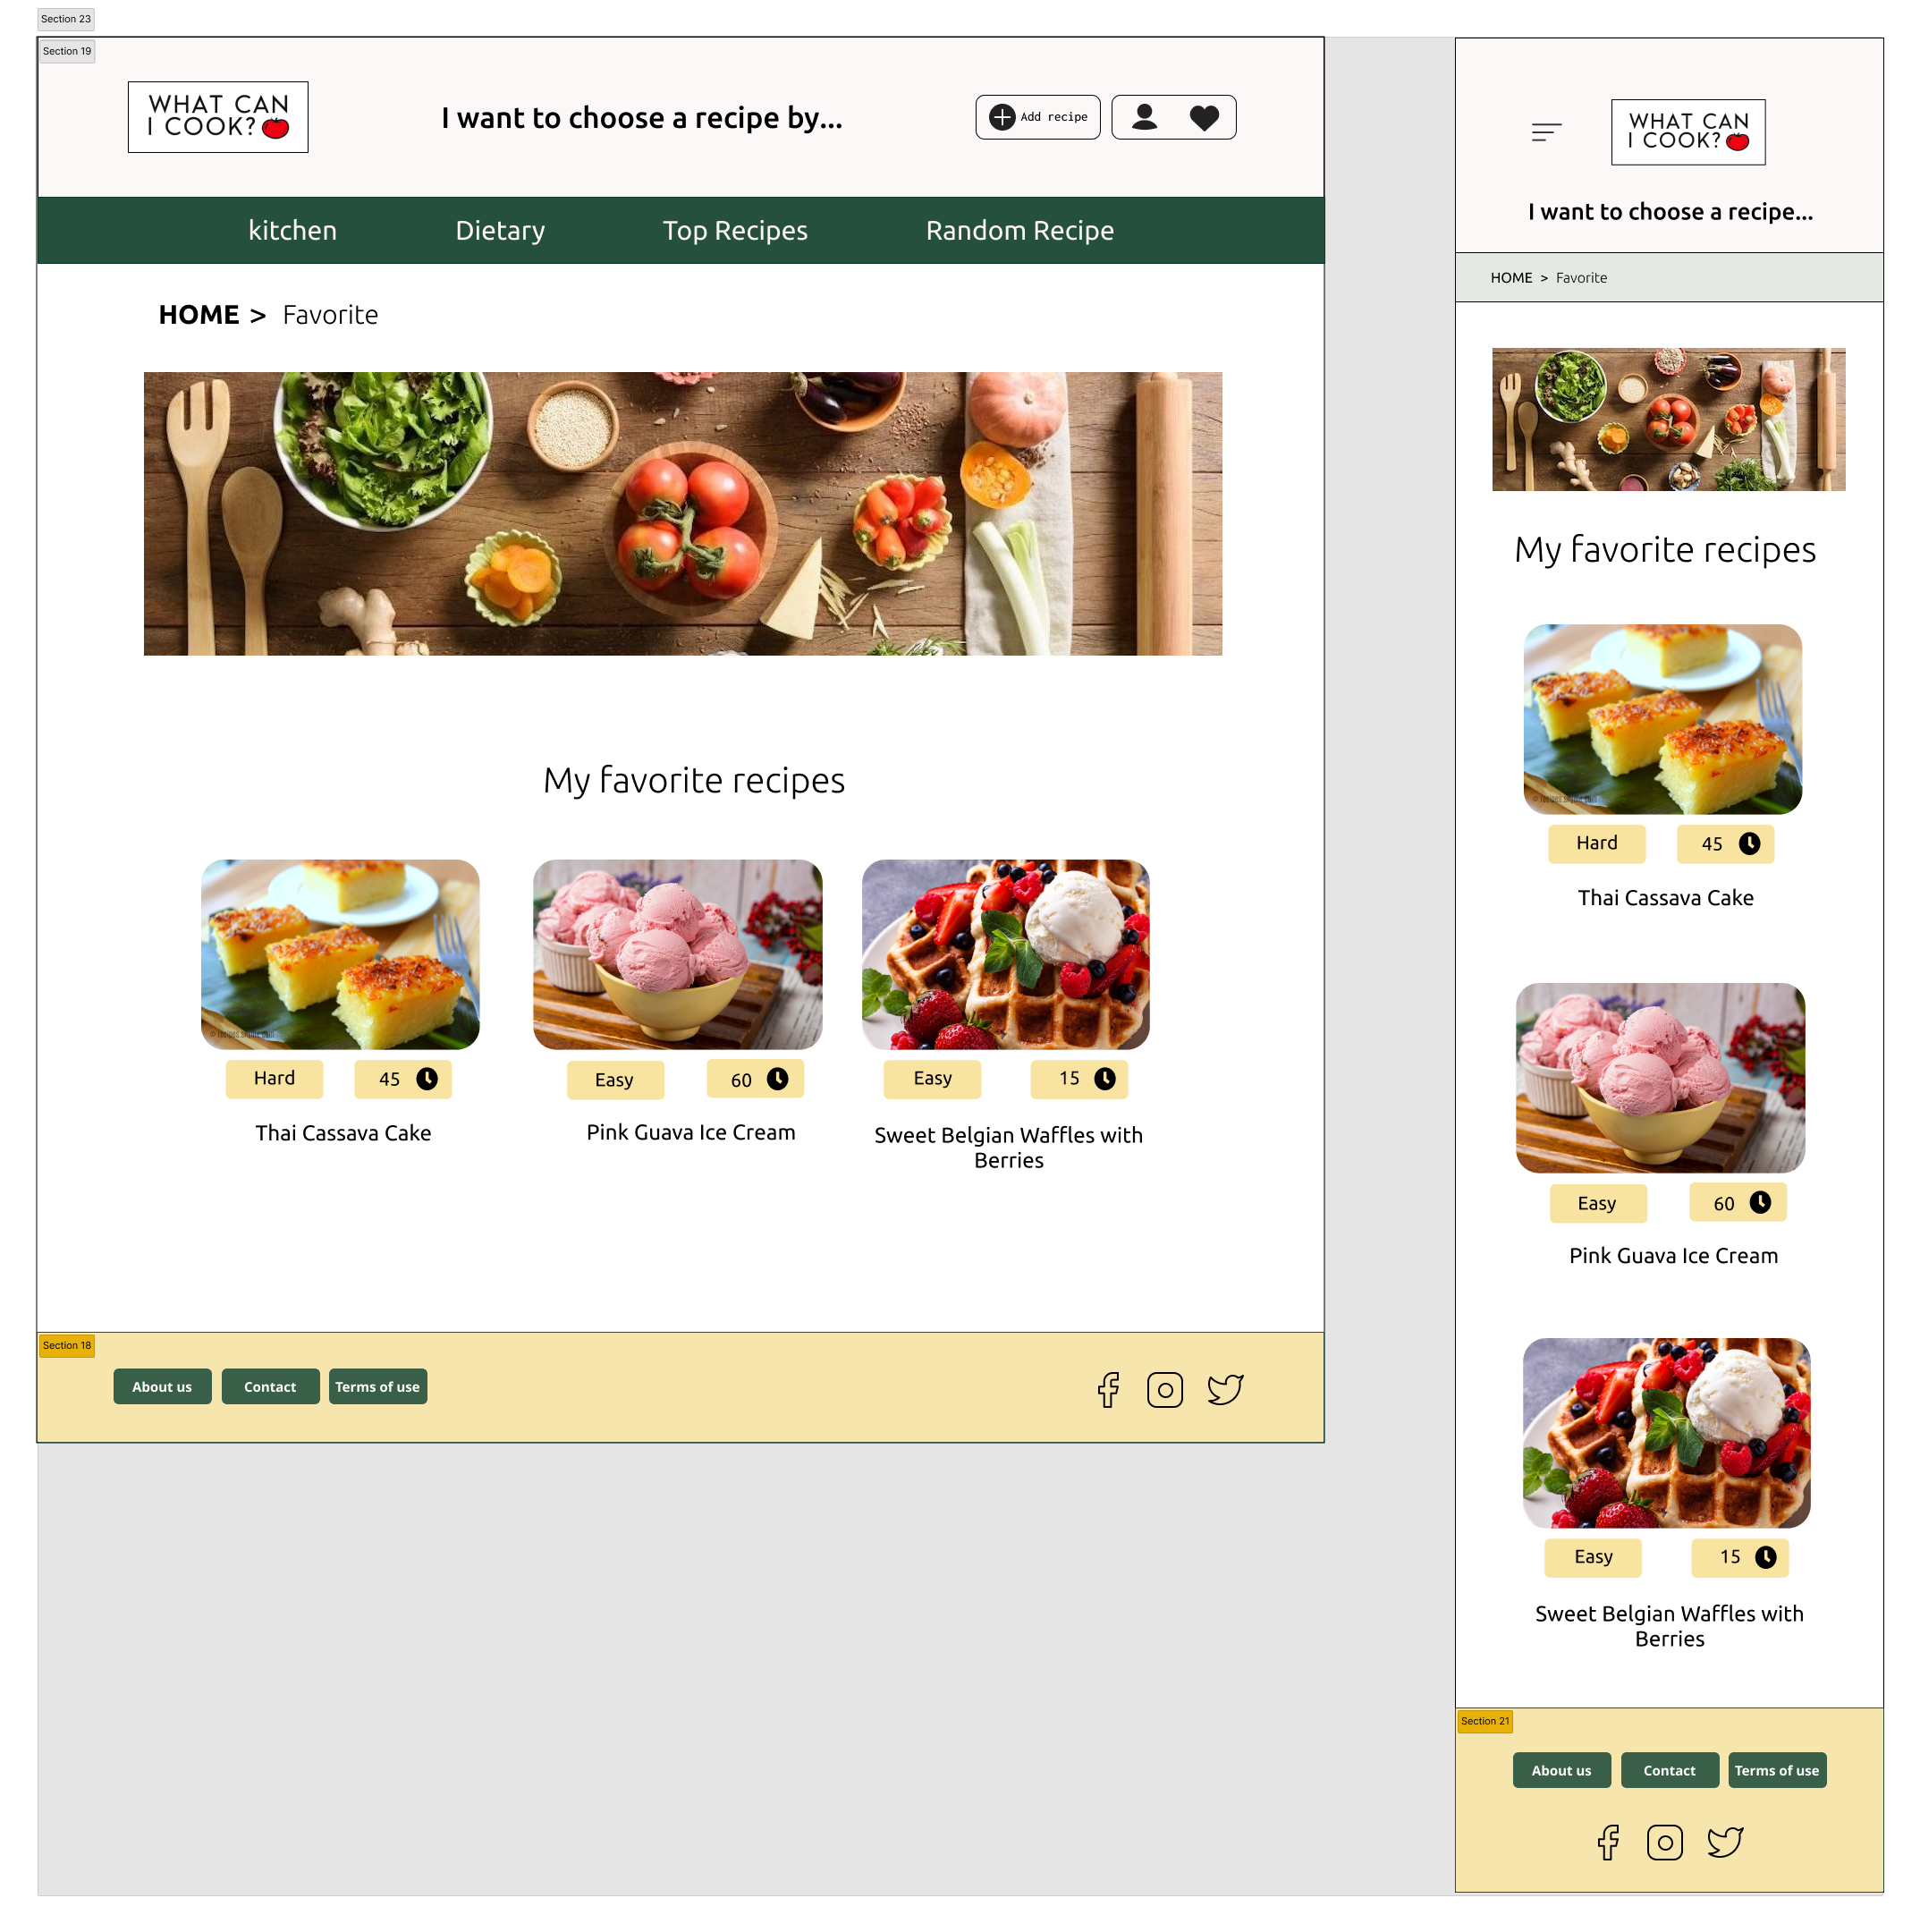 Section 23
Section 19
WHAT CAN
I COOK?
I want to choose a recipe by...
Add recipe
kitchen Dietary Top Recipes Random Recipe
HOME > Favorite
My favorite recipes
Hard 45
Thai Cassava Cake
Easy 60
Pink Guava Ice Cream
Easy 15
Sweet Belgian Waffles with
Berries
Section 18
About us Contact Terms of use
WHAT CAN
I COOK?
I want to choose a recipe...
HOME > Favorite
My favorite recipes
Hard 45
Thai Cassava Cake
Easy 60
Pink Guava Ice Cream
Easy 15
Sweet Belgian Waffles with
Berries
Section 21
About us Contact Terms of use